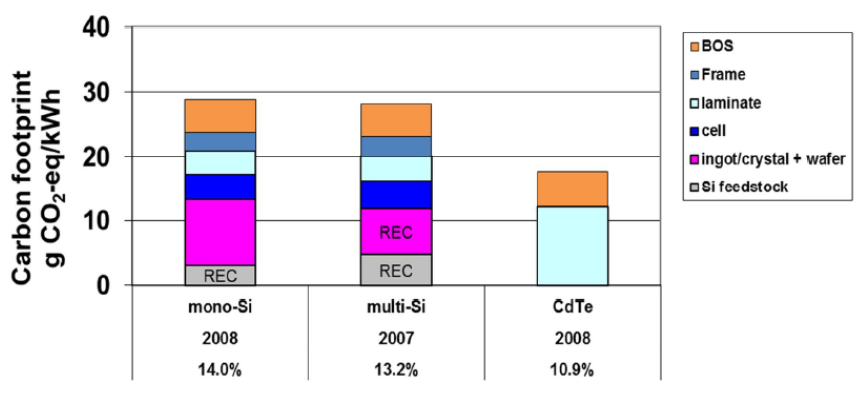 Carbon footprint
g CO₂-eq/kWh
40
30
20
10
0
REC
REC
REC
mono-Si
multi-Si
CdTe
2008
2007
2008
14.0%
13.2%
10.9%
BOS
Frame
laminate
cell
ingot/crystal + wafer
Si feedstock